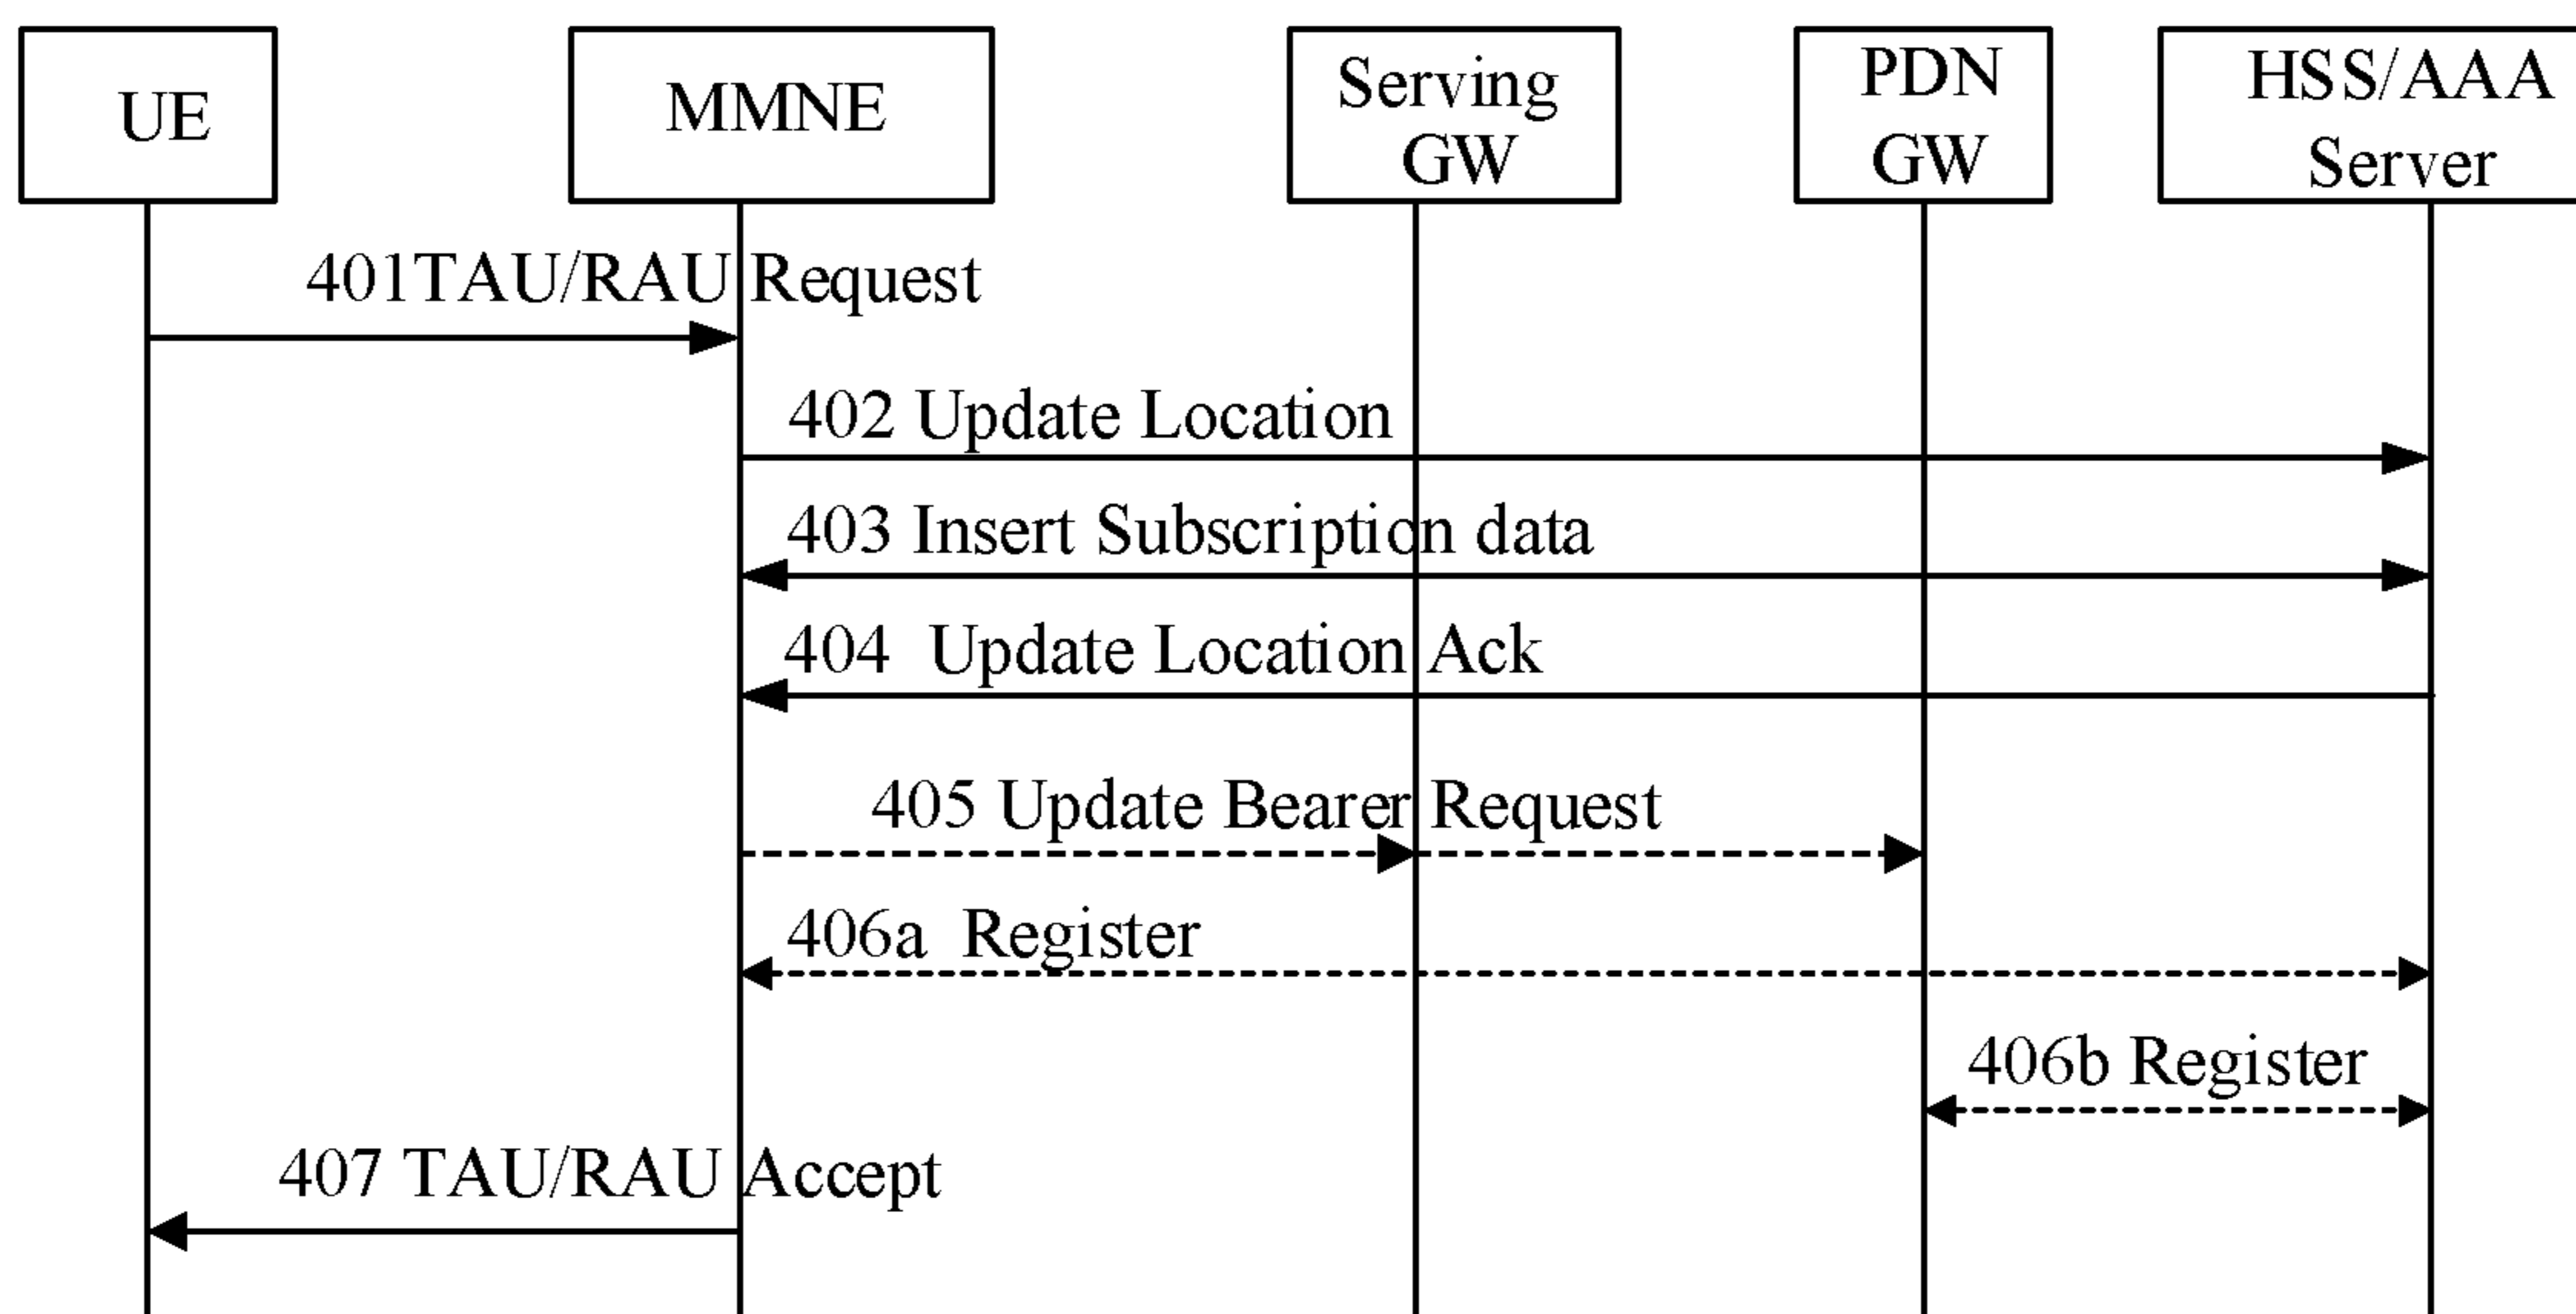 UE
MMNE
Serving
GW
PDN
GW
HSS/AAA
Server
401TAU/RAU Request
402 Update Location
403 Insert Subscription data
404 Update Location Ack
405 Update Bearer Request
406a Register
406b Register
407 TAU/RAU Accept